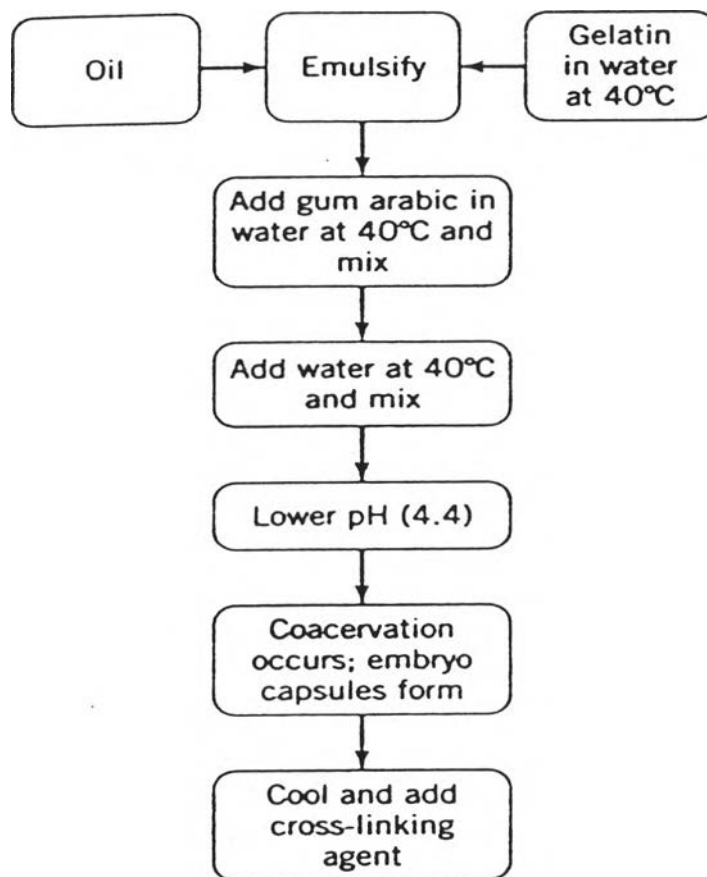 Oil
Emulsify
Gelatin
in water
at 40°C
Add gum arabic in
water at 40°C and
mix
Add water at 40°C
and mix
Lower pH (4.4)
Coacervation
occurs; embryo
capsules form
Cool and add
cross-linking
agent